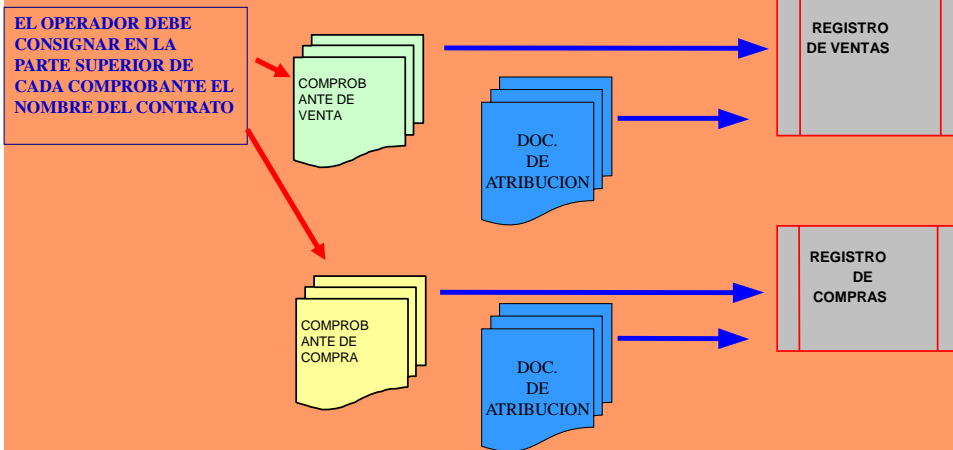 EL OPERADOR DEBE
CONSIGNAR EN LA
PARTE SUPERIOR DE
CADA COMPROBANTE EL
NOMBRE DEL CONTRATO
COMPROB
ANTE DE
VENTA
DOC.
DE
ATRIBUCION
REGISTRO
DE VENTAS
COMPROB
ANTE DE
COMPRA
DOC.
DE
ATRIBUCION
REGISTRO
DE
COMPRAS